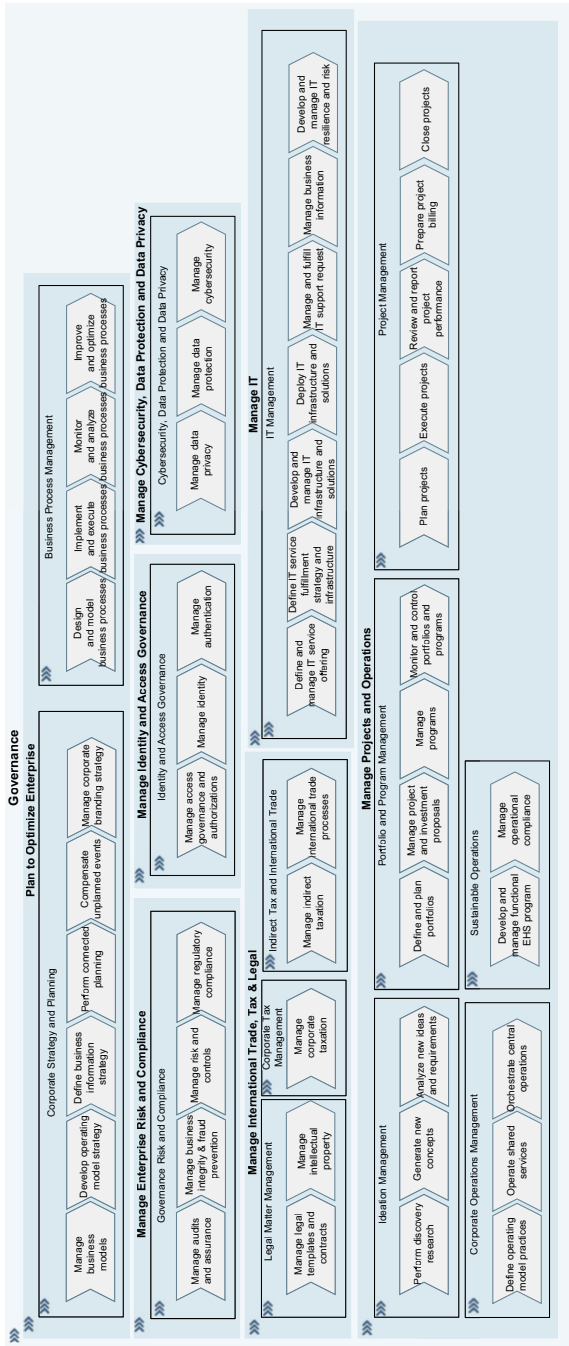 Governance
Plan to Optimize Enterprise
Corporate Strategy and Planning
Manage
business
models
Develop operating
model strategy
Define business
information
strategy
Perform connected
planning
Compensate
unplanned events
Manage corporate
branding strategy
Business Process Management
Design
and model
business processes
Implement
and execute
business processes
Monitor
and analyze
business processes
Improve
and optimize
business processes
Manage Enterprise Risk and Compliance
Governance Risk and Compliance
Manage audits
and assurance
Manage business
integrity & fraud
prevention
Manage risk and
controls
Manage regulatory
compliance
Manage Identity and Access Governance
Identity and Access Governance
Manage access
governance and
authorizations
Manage identity
Manage
authentication
Manage Cybersecurity, Data Protection and Data Privacy
Cybersecurity, Data Protection and Data Privacy
Manage data
privacy
Manage data
protection
Manage
cybersecurity
Manage International Trade, Tax & Legal
Legal Matter Management
Manage legal
templates and
contracts
Manage
intellectual
property
Corporate Tax
Management
Manage
corporate
taxation
Indirect Tax and International Trade
Manage indirect
taxation
Manage
international trade
processes
Manage IT
IT Management
Define and
manage IT service
offering
Define IT service
fulfillment
strategy and
infrastructure
Develop and
manage IT
infrastructure and
solutions
Deploy IT
infrastructure and
solutions
Manage and fulfill
IT support request
Manage business
information
Develop and
manage IT
resilience and risk
Manage Projects and Operations
Ideation Management
Perform discovery
research
Generate new
concepts
Analyze new ideas
and requirements
Portfolio and Program Management
Define and plan
portfolios
Manage project
and investment
proposals
Manage
programs
Monitor and control
portfolios and
programs
Project Management
Plan projects
Execute projects
Review and report
project
performance
Prepare project
billing
Close projects
Corporate Operations Management
Define operating
model practices
Operate shared
services
Orchestrate central
operations
Sustainable Operations
Develop and
manage functional
EHS program
Manage
operational
compliance